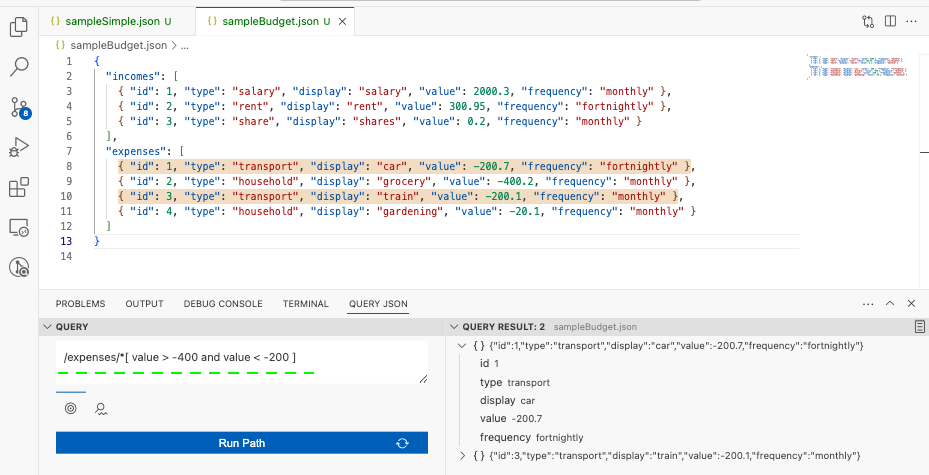 {} sampleSimple.json U
{} sampleBudget.json U
{} sampleBudget.json > ...
8
1 {
2 "incomes": [
3 { "id": 1, "type": "salary", "display": "salary", "value": 2000.3, "frequency": "monthly" },
4 { "id": 2, "type": "rent", "display": "rent", "value": 300.95, "frequency": "fortnightly" },
5 { "id": 3, "type": "share", "display": "shares", "value": 0.2, "frequency": "monthly" }
6 ],
7 "expenses": [
8 { "id": 1, "type": "transport", "display": "car", "value": -200.7, "frequency": "fortnightly" },
9 { "id": 2, "type": "household", "display": "grocery", "value": -400.2, "frequency": "monthly" },
10 { "id": 3, "type": "transport", "display": "train", "value": -200.1, "frequency": "monthly" },
11 { "id": 4, "type": "household", "display": "gardening", "value": -20.1, "frequency": "monthly" }
12 ]
13 }
14
PROBLEMS OUTPUT DEBUG CONSOLE TERMINAL QUERY JSON
QUERY
/expenses/*[ value > -400 and value < -200 ]
Run Path
QUERY RESULT: 2 sampleBudget.json
{} {"id":1,"type":"transport","display":"car","value":-200.7,"frequency":"fortnightly"}
id 1
type transport
display car
value -200.7
frequency fortnightly
{} {"id":3,"type":"transport","display":"train","value":-200.1,"frequency":"monthly"}